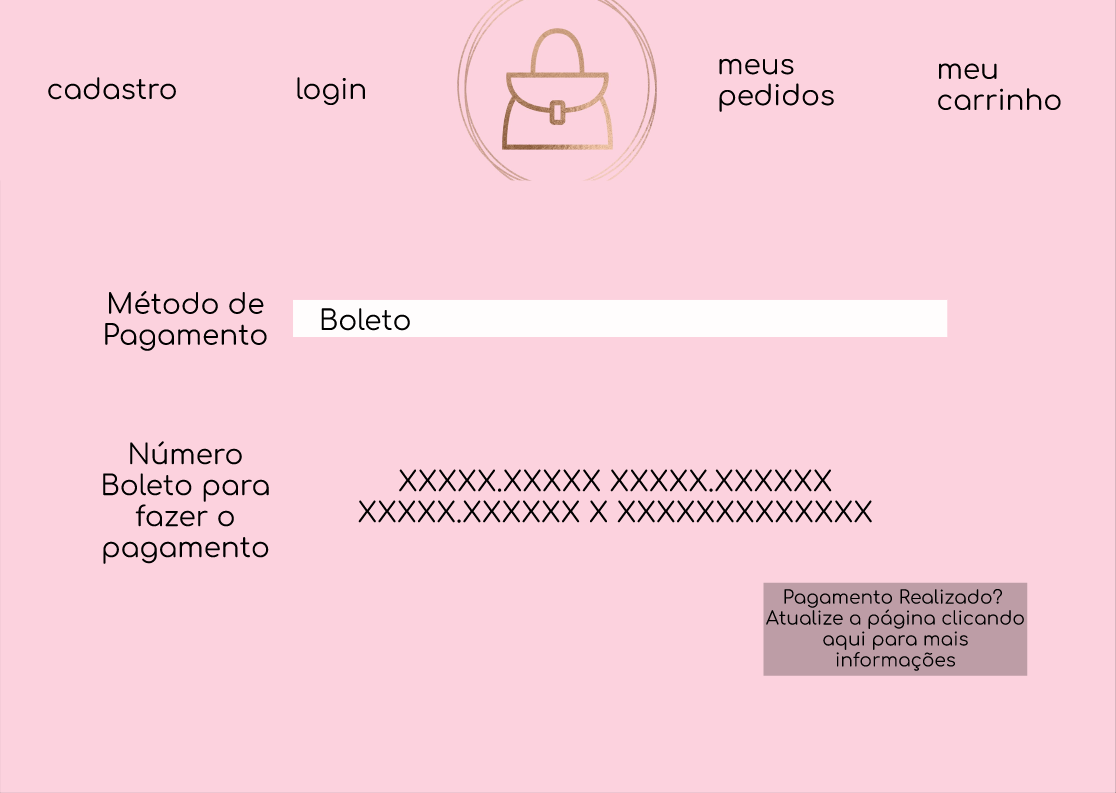 cadastro
login
meus
pedidos
meu
carrinho
Método de
Pagamento
Boleto
Número
Boleto para
fazer o
pagamento
XXXXX.XXXXX XXXXX.XXXXXX
XXXXX.XXXXXX X XXXXXXXXXXXXX
Pagamento Realizado?
Atualize a página clicando
aqui para mais
informações